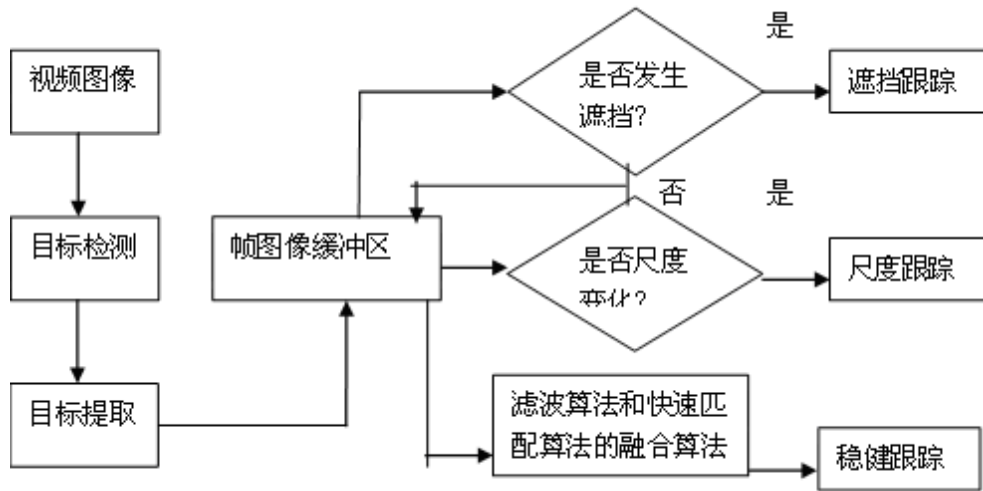 视频图像
目标检测
目标提取
帧图像缓冲区
是否发生
遮挡?
是
遮挡跟踪
否
是
是否尺度
变化?
尺度跟踪
滤波算法和快速匹
配算法的融合算法
稳健跟踪